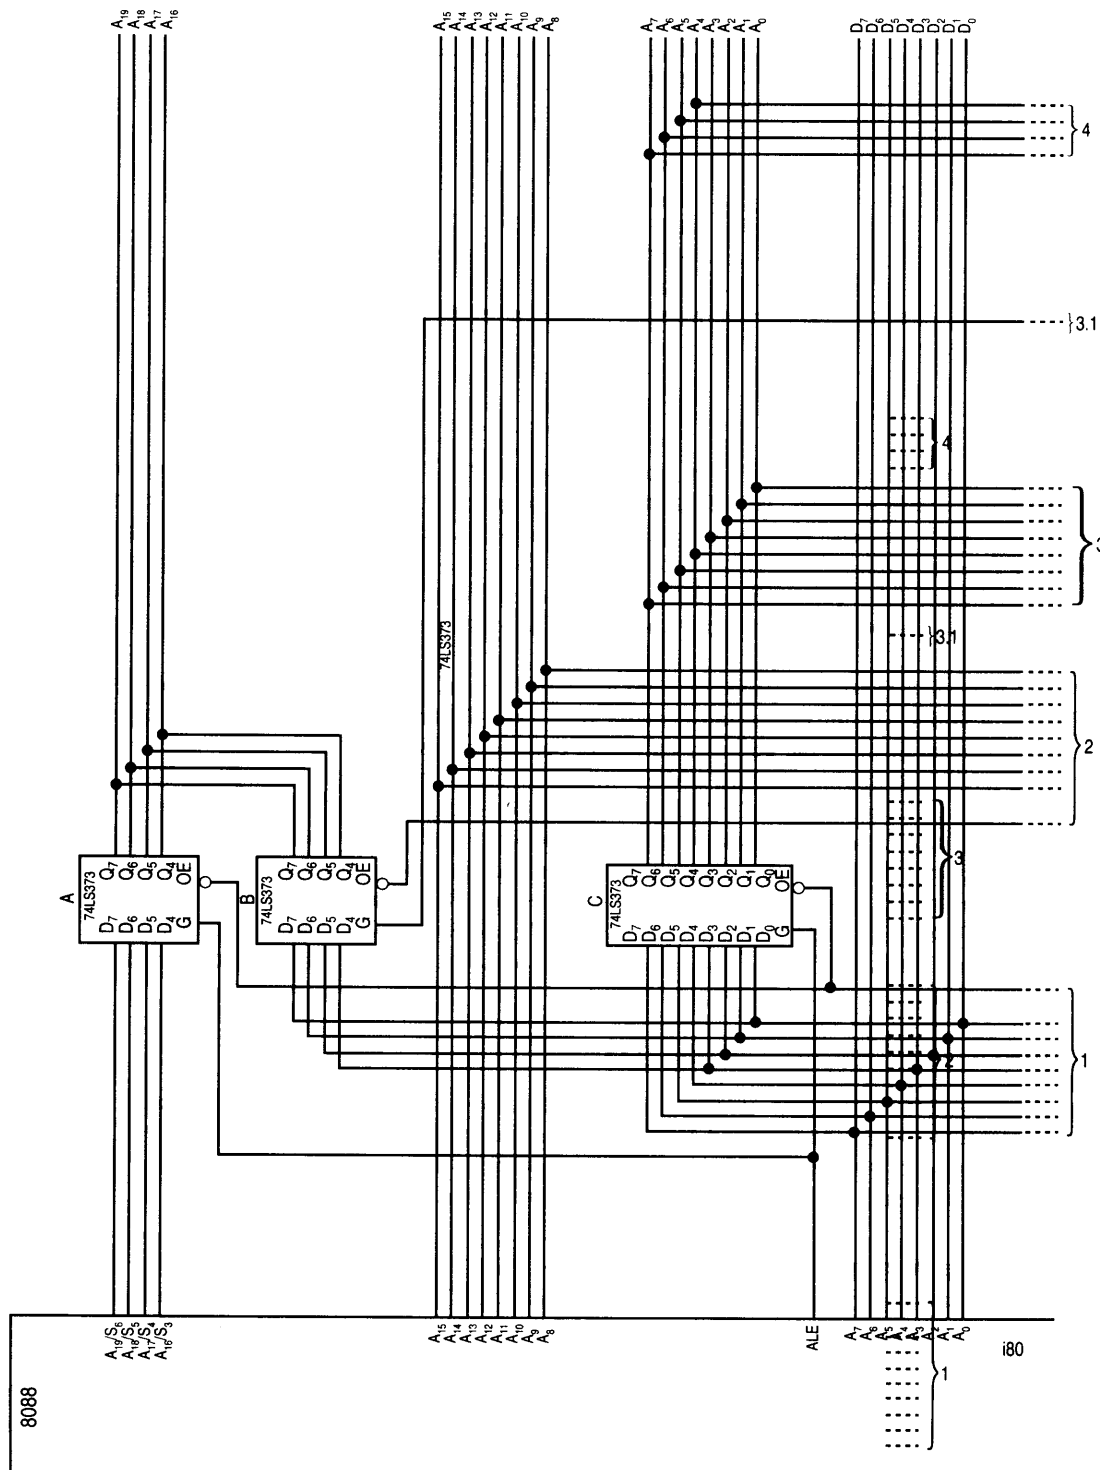 8088
A19/S6
A18/S5
A17/S4
A16/S3
A15
A14
A13
A12
A11
A10
A9
A8
ALE
A7
A6
A5
A4
A3
A2
A1
A0
i80
A
74LS373
D7 Q7
D6 Q6
D5 Q5
D4 Q4
G OE
B
74LS373
D7 Q7
D6 Q6
D5 Q5
D4 Q4
G OE
74LS373
C
74LS373
D7 Q7
D6 Q6
D5 Q5
D4 Q4
D3 Q3
D2 Q2
D1 Q1
D0 Q0
G OE
A19
A18
A17
A16
A15
A14
A13
A12
A11
A10
A9
A8
A7
A6
A5
A4
A3
A2
A1
A0
D7
D6
D5
D4
D3
D2
D1
D0
1
2
3
3.1
4
1
2
3
3.1
4